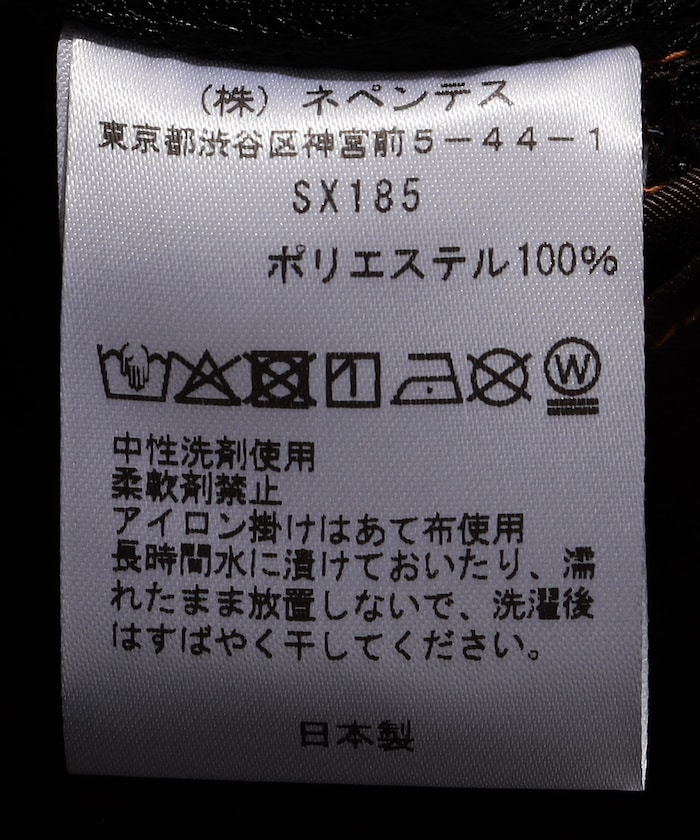 (株) ネペンテス
東京都渋谷区神宮前5-44-1
SX185
ポリエステル100%
W
中性洗剤使用
柔軟剤禁止
アイロン掛けはあて布使用
長時間水に漬けておいたり、濡
れたまま放置しないで、洗濯後
はすばやく干してください。
日本製